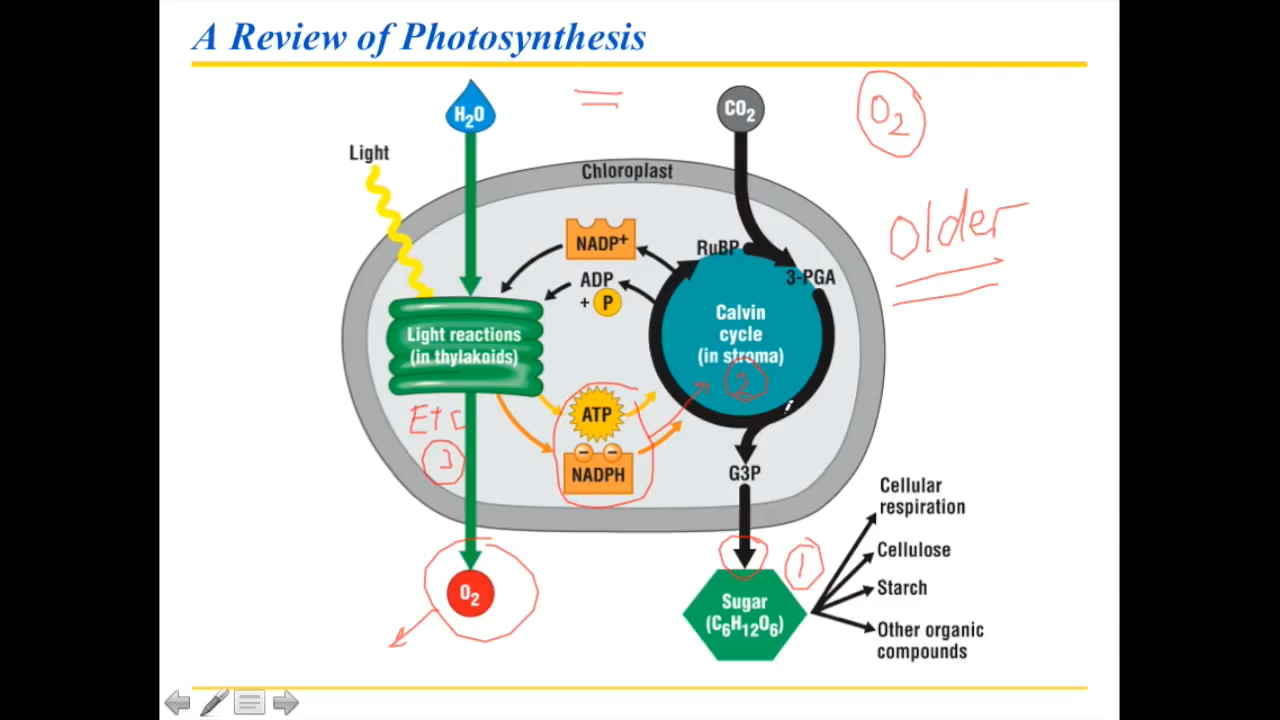 A Review of Photosynthesis
H₂O
CO₂
O₂
Light
Chloroplast
Older
NADP⁺
RuBP
ADP
+ P
3-PGA
Light reactions
(in thylakoids)
Calvin
cycle
(in stroma)
2
ATP
Etc
3
NADPH
G3P
Cellular
respiration
Cellulose
Starch
Other organic
compounds
1
O₂
Sugar
(C₆H₁₂O₆)